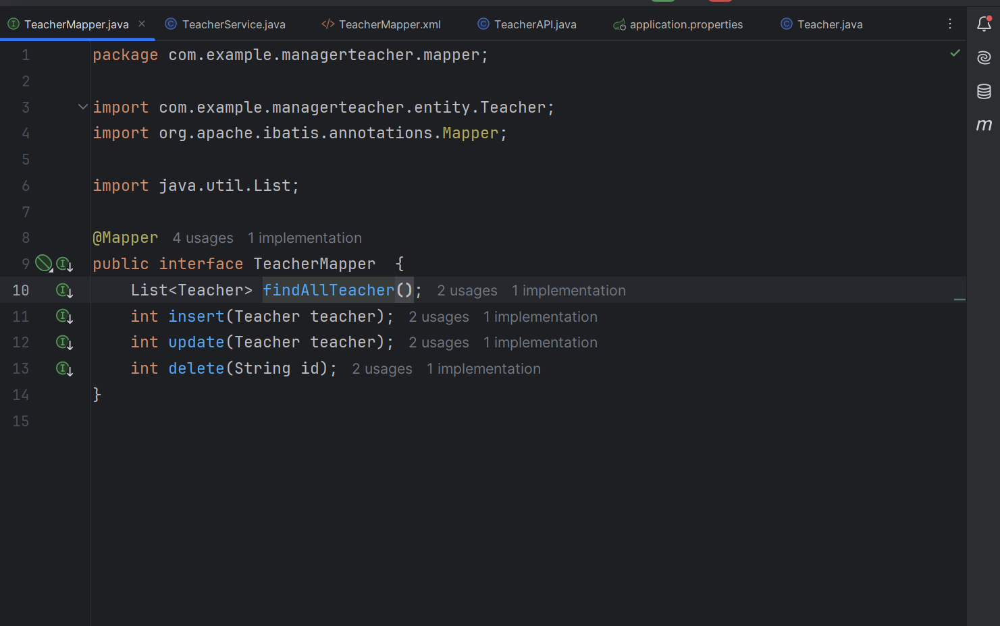 TeacherMapper.java TeacherService.java TeacherMapper.xml TeacherAPI.java application.properties Teacher.java
1 package com.example.managerteacher.mapper;
2
3 import com.example.managerteacher.entity.Teacher;
4 import org.apache.ibatis.annotations.Mapper;
5
6 import java.util.List;
7
8 @Mapper 4 usages 1 implementation
9 public interface TeacherMapper  {
10 List<Teacher> findAllTeacher(); 2 usages 1 implementation
11 int insert(Teacher teacher); 2 usages 1 implementation
12 int update(Teacher teacher); 2 usages 1 implementation
13 int delete(String id); 2 usages 1 implementation
14 }
15